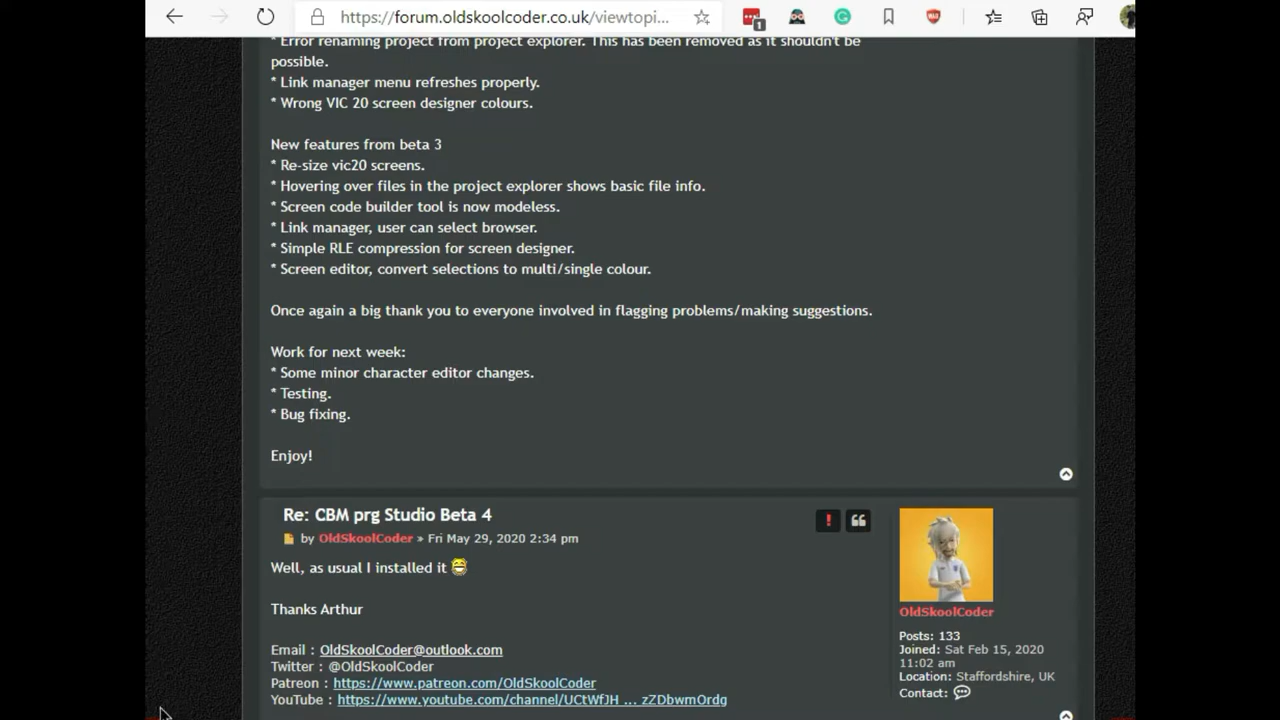 https://forum.oldskoolcoder.co.uk/viewtopi...
1
* Error renaming project from project explorer. This has been removed as it shouldn't be
possible.
* Link manager menu refreshes properly.
* Wrong VIC 20 screen designer colours.
New features from beta 3
* Re-size vic20 screens.
* Hovering over files in the project explorer shows basic file info.
* Screen code builder tool is now modeless.
* Link manager, user can select browser.
* Simple RLE compression for screen designer.
* Screen editor, convert selections to multi/single colour.
Once again a big thank you to everyone involved in flagging problems/making suggestions.
Work for next week:
* Some minor character editor changes.
* Testing.
* Bug fixing.
Enjoy!
Re: CBM prg Studio Beta 4
by OldSkoolCoder » Fri May 29, 2020 2:34 pm
Well, as usual I installed it
Thanks Arthur
Email : OldSkoolCoder@outlook.com
Twitter : @OldSkoolCoder
Patreon : https://www.patreon.com/OldSkoolCoder
YouTube : https://www.youtube.com/channel/UCtWfJH ... zZDbwmOrdg
OldSkoolCoder
Posts: 133
Joined: Sat Feb 15, 2020
11:02 am
Location: Staffordshire, UK
Contact: